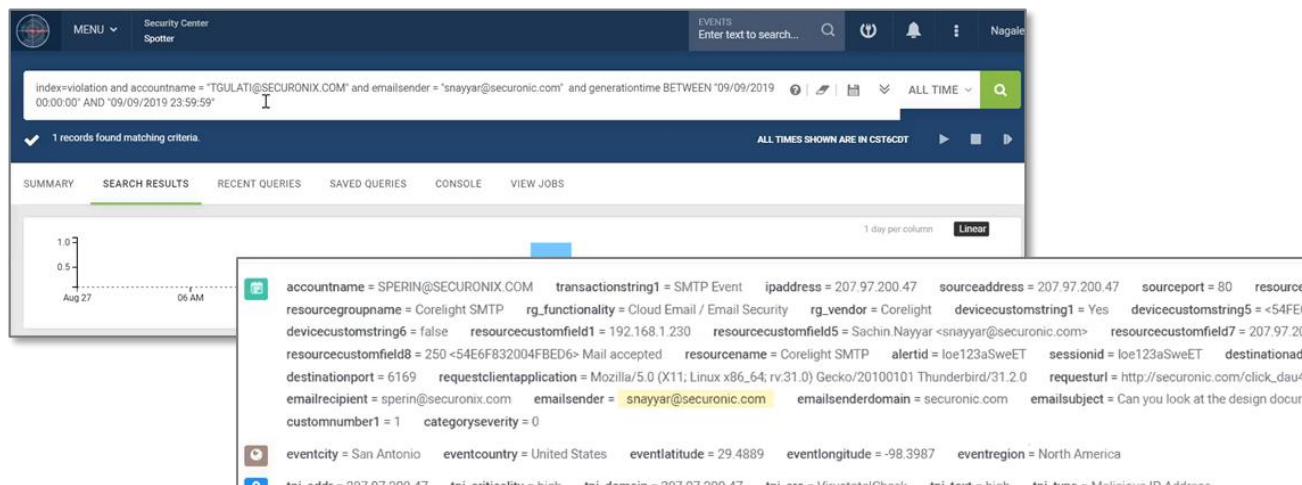 MENU
Security Center
Spotter
EVENTS
Enter text to search...
Nagale
index=violation and accountname = "TGULATI@SECURONIX.COM" and emailsender = "snayyar@securonic.com" and generationtime BETWEEN "09/09/2019
00:00:00" AND "09/09/2019 23:59:59"
ALL TIME
1 records found matching criteria.
ALL TIMES SHOWN ARE IN CST6CDT
SUMMARY SEARCH RESULTS RECENT QUERIES SAVED QUERIES CONSOLE VIEW JOBS
1 day per column Linear
1.0
0.5
Aug 27 06 AM
accountname = SPERIN@SECURONIX.COM transactionstring1 = SMTP Event ipaddress = 207.97.200.47 sourceaddress = 207.97.200.47 sourceport = 80 resource
resourcegroupname = Corelight SMTP rg_functionality = Cloud Email / Email Security rg_vendor = Corelight devicecustomstring1 = Yes devicecustomstring5 = <54FE
devicecustomstring6 = false resourcecustomfield1 = 192.168.1.230 resourcecustomfield5 = Sachin.Nayyar <snayyar@securonic.com> resourcecustomfield7 = 207.97.20
resourcecustomfield8 = 250 <54E6F832004FBED6> Mail accepted resourcename = Corelight SMTP alertid = loe123aSweET sessionid = loe123aSweET destinationad
destinationport = 6169 requestclientapplication = Mozilla/5.0 (X11; Linux x86_64; rv:31.0) Gecko/20100101 Thunderbird/31.2.0 requesturl = http://securonic.com/click_dau4
emailrecipient = sperin@securonix.com emailsender = snayyar@securonic.com emailsenderdomain = securonic.com emailsubject = Can you look at the design docu
customnumber1 = 1 categoryseverity = 0
eventcity = San Antonio eventcountry = United States eventlatitude = 29.4889 eventlongitude = -98.3987 eventregion = North America